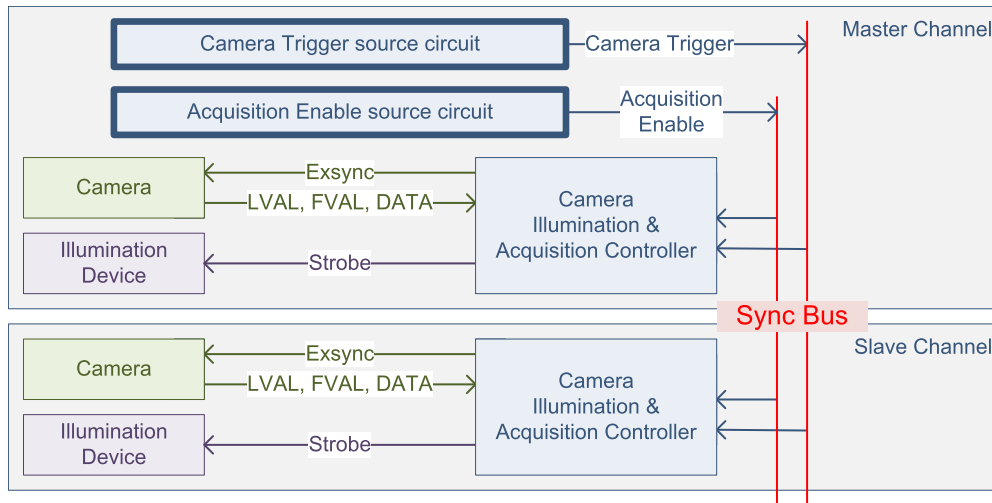 Master Channel
Camera Trigger source circuit
Camera Trigger
Acquisition Enable source circuit
Acquisition
Enable
Camera
Exsync
LVAL, FVAL, DATA
Camera
Illumination &
Acquisition Controller
Illumination
Device
Strobe
Sync Bus
Slave Channel
Camera
Exsync
LVAL, FVAL, DATA
Camera
Illumination &
Acquisition Controller
Illumination
Device
Strobe